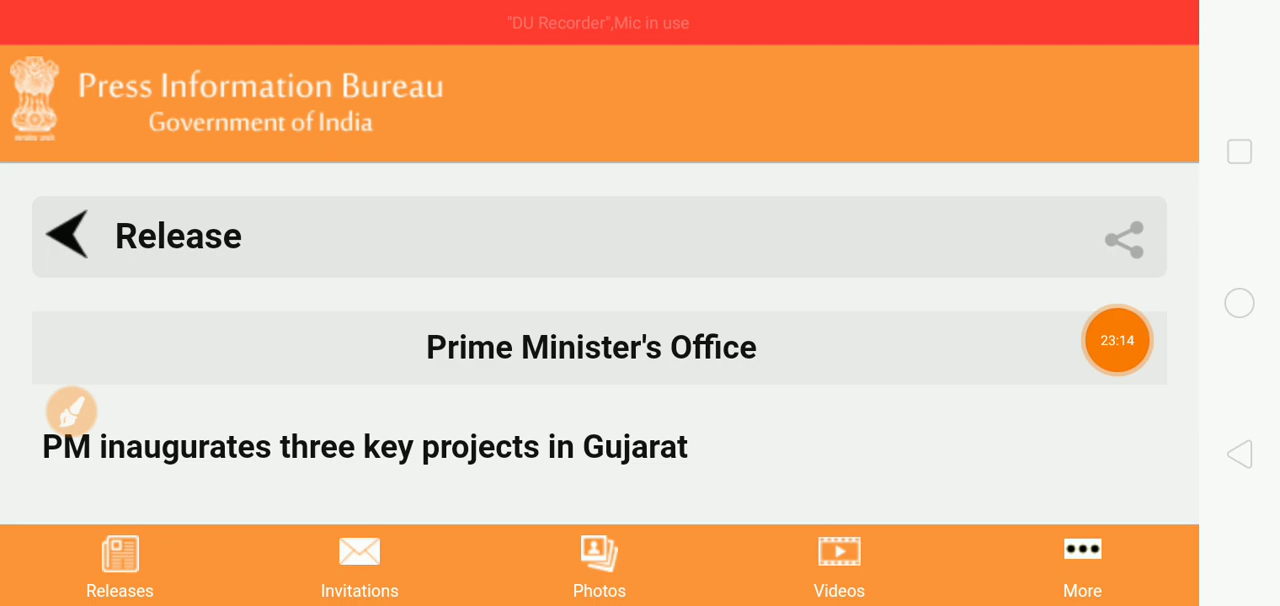 "DU Recorder",Mic in use
Press Information Bureau
Government of India
Release
Prime Minister's Office
23:14
PM inaugurates three key projects in Gujarat
Releases
Invitations
Photos
Videos
More